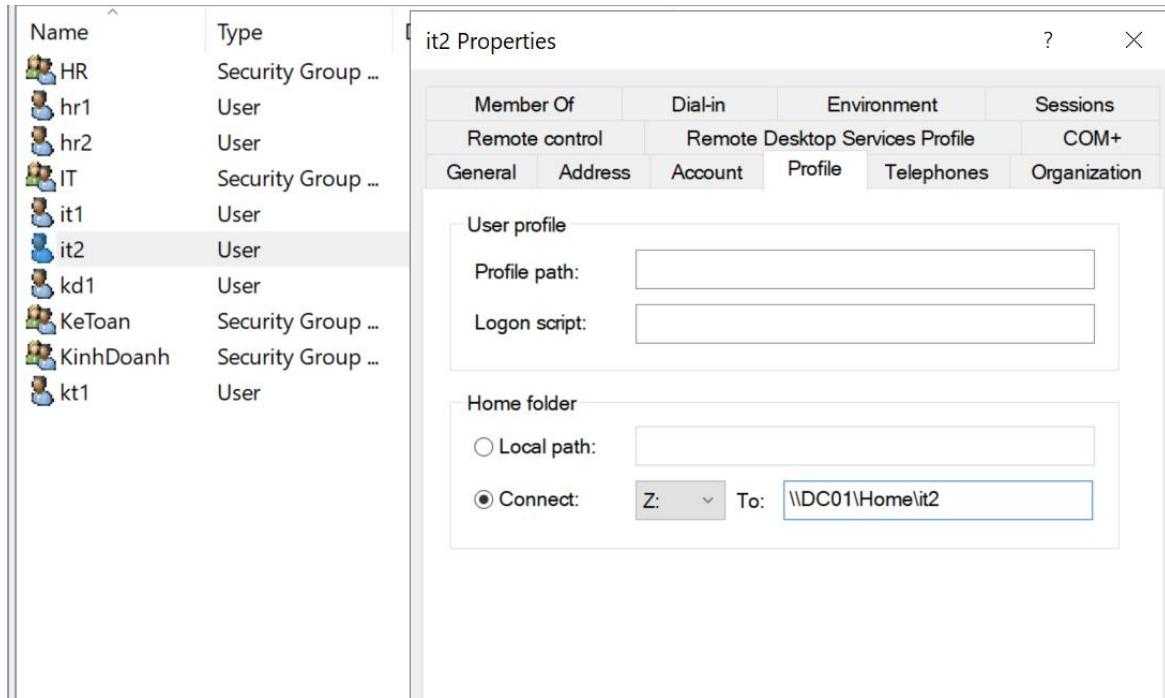 Name Type
HR Security Group ...
hr1 User
hr2 User
IT Security Group ...
it1 User
it2 User
kd1 User
KeToan Security Group ...
KinhDoanh Security Group ...
kt1 User
it2 Properties ?
Member Of Dial-in Environment Sessions
Remote control Remote Desktop Services Profile COM+
General Address Account Profile Telephones Organization
User profile
Profile path:
Logon script:
Home folder
Local path:
Connect: Z: To: \\DC01\Home\it2